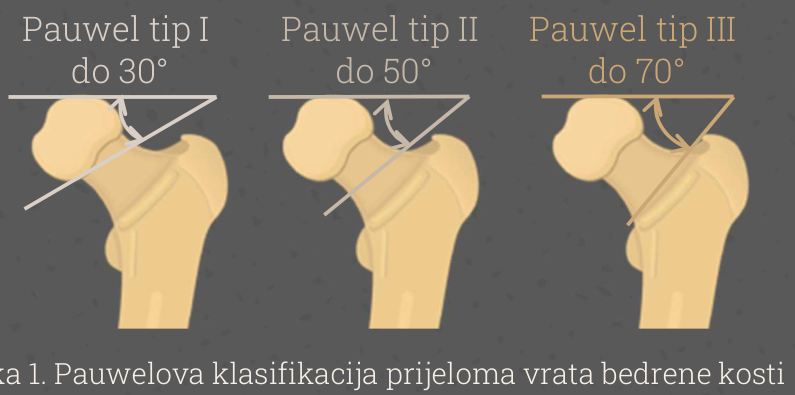 Pauwel tip I
do 30°
Pauwel tip II
do 50°
Pauwel tip III
do 70°
1. Pauwelova klasifikacija prijeloma vrata bedrene kosti